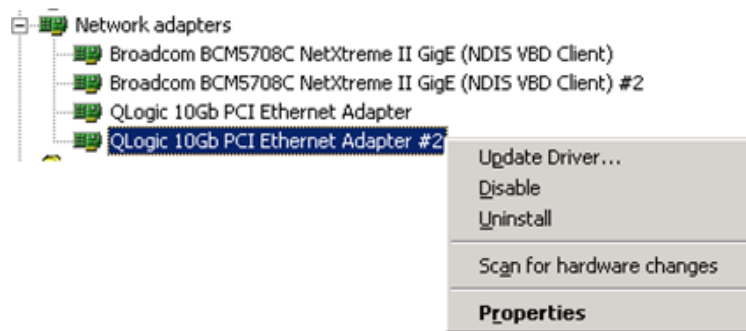 Network adapters
Broadcom BCM5708C NetXtreme II GigE (NDIS VBD Client)
Broadcom BCM5708C NetXtreme II GigE (NDIS VBD Client) #2
QLogic 10Gb PCI Ethernet Adapter
QLogic 10Gb PCI Ethernet Adapter #2
Update Driver...
Disable
Uninstall
Scan for hardware changes
Properties